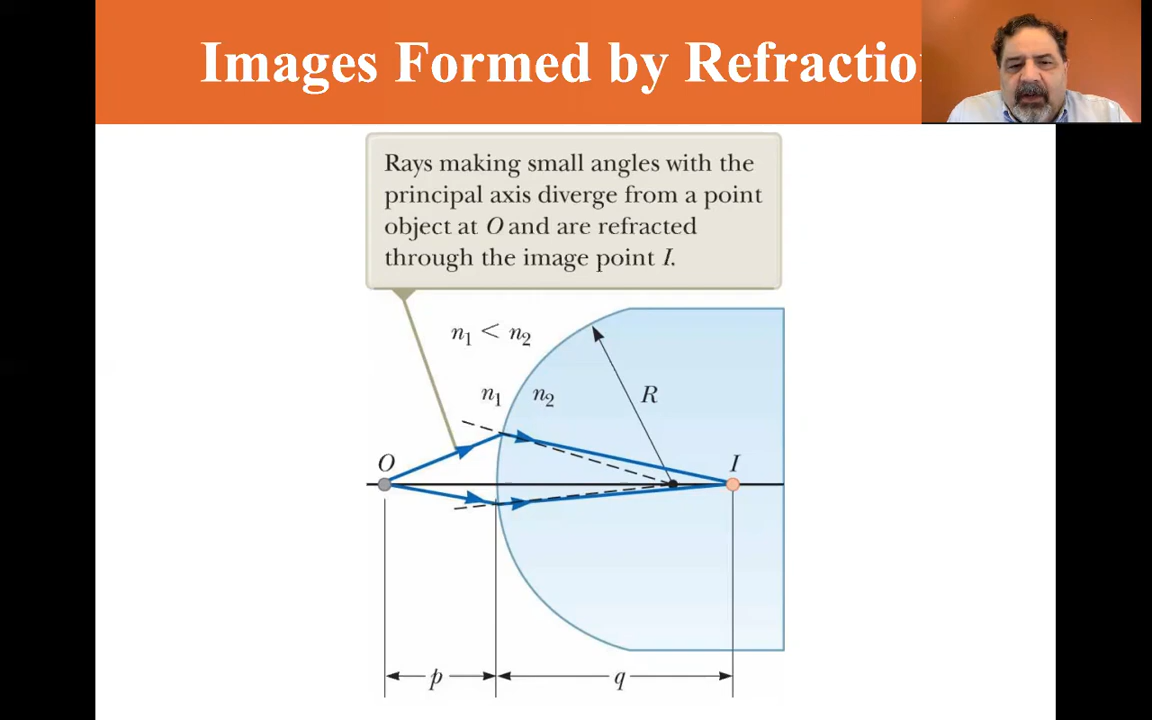 Images Formed by Refractio
Rays making small angles with the
principal axis diverge from a point
object at O and are refracted
through the image point I.
n₁ < n₂
n₁ n₂ R
O I
p q